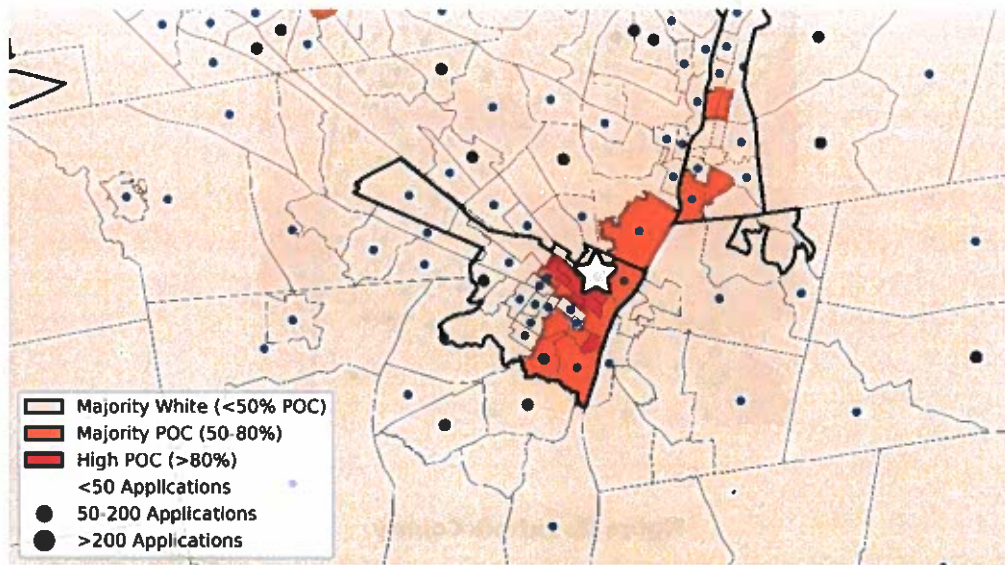 Majority White (<50% POC)
Majority POC (50-80%)
High POC (>80%)
<50 Applications
50-200 Applications
>200 Applications